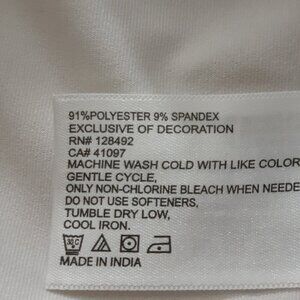 91%POLYESTER 9% SPANDEX
EXCLUSIVE OF DECORATION
RN# 128492
CA# 41097
MACHINE WASH COLD WITH LIKE COLOR
GENTLE CYCLE,
ONLY NON-CHLORINE BLEACH WHEN NEEDE
DO NOT USE SOFTENERS,
TUMBLE DRY LOW,
COOL IRON.
MADE IN INDIA